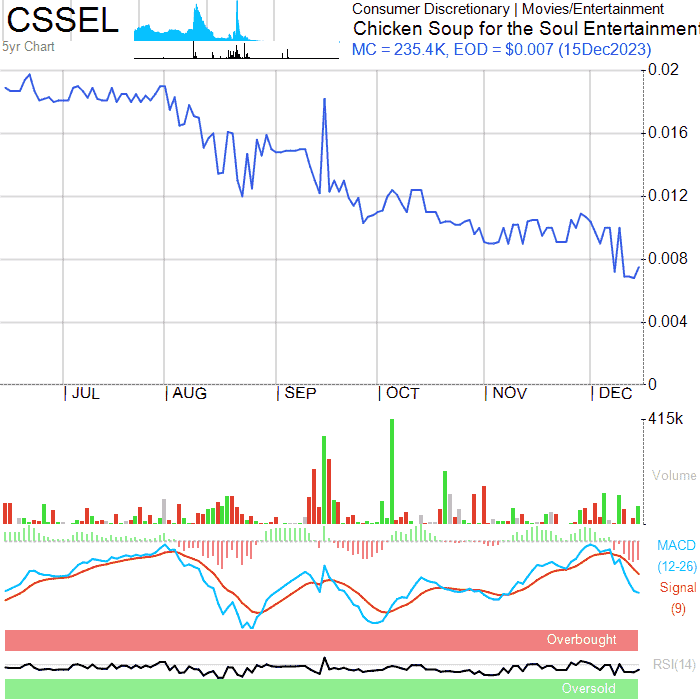 CSSEL
5yr Chart
Consumer Discretionary | Movies/Entertainment
Chicken Soup for the Soul Entertainment
MC = 235.4K, EOD = $0.007 (15Dec2023)
0.02
0.016
0.012
0.008
0.004
0
JUL AUG SEP OCT NOV DEC
415k
Volume
MACD
(12-26)
Signal
(9)
Overbought
RSI(14)
Oversold